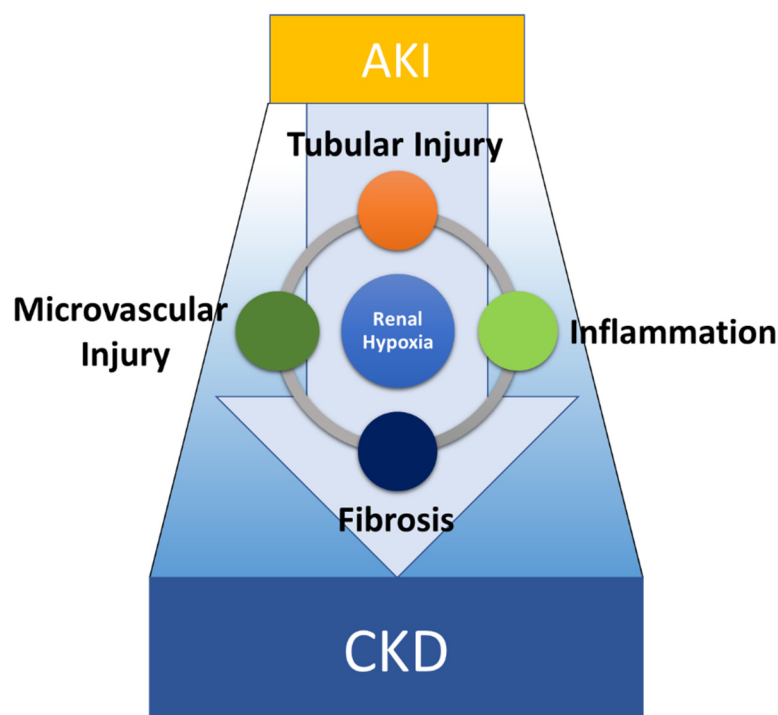 AKI
Tubular Injury
Microvascular
Injury
Renal
Hypoxia
Inflammation
Fibrosis
CKD